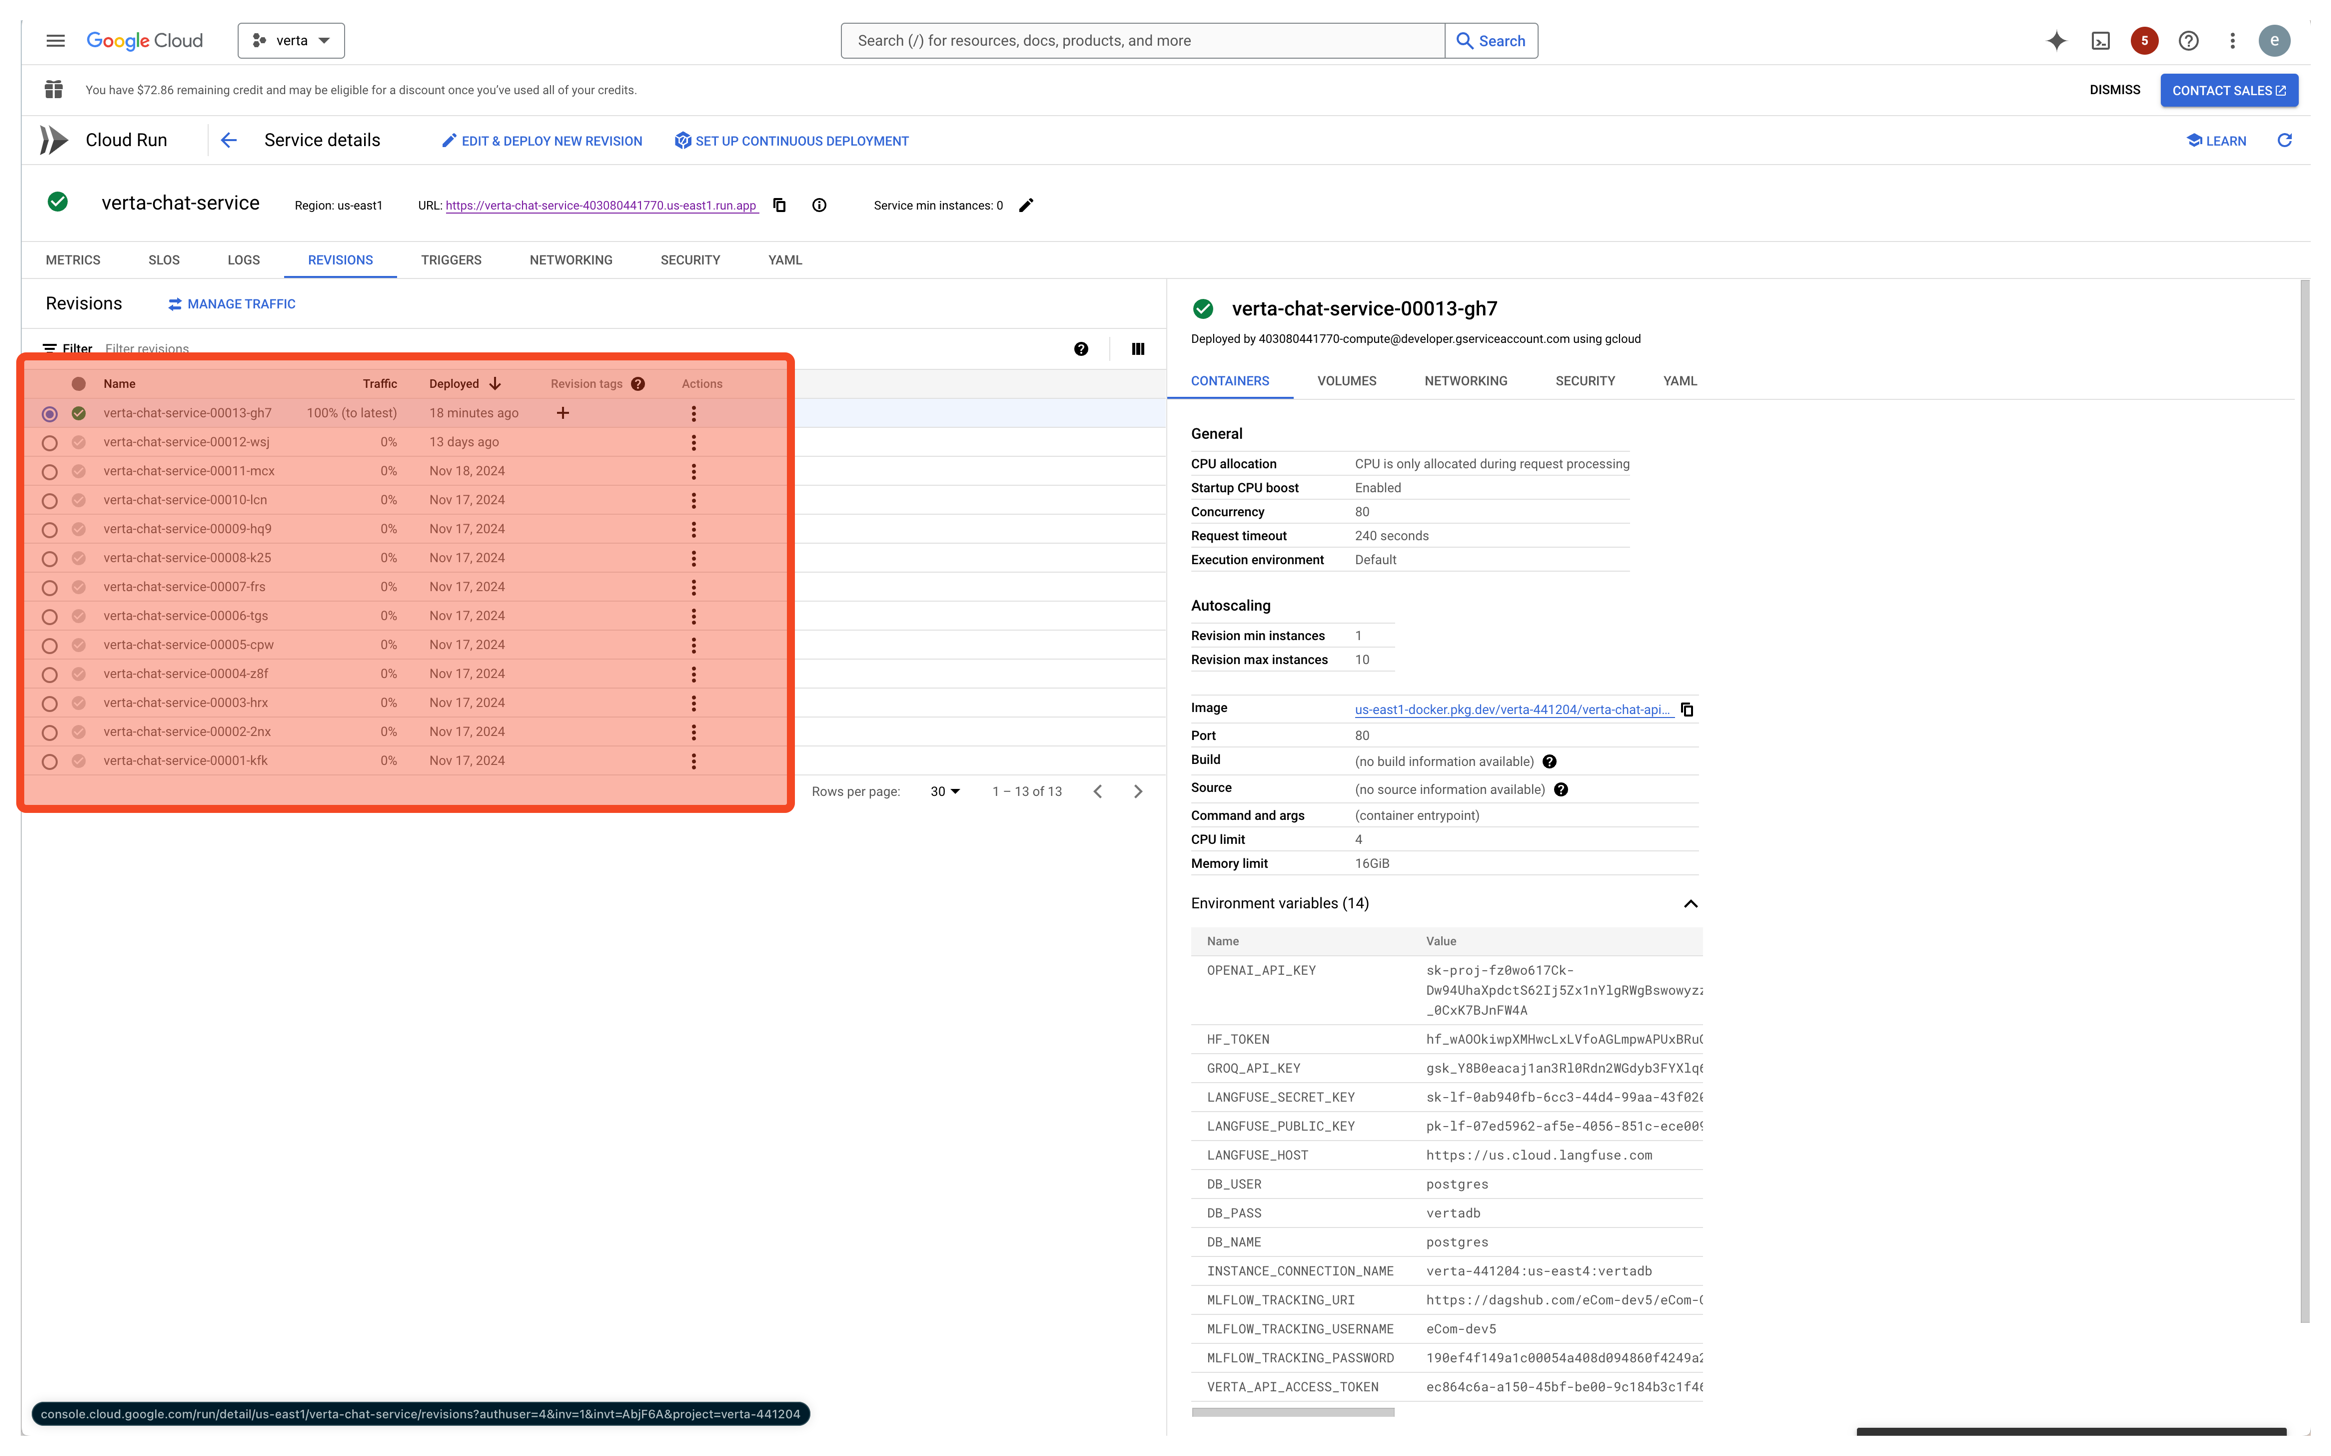 Google Cloud verta Search (/) for resources, docs, products, and more Search 5 e
You have $72.86 remaining credit and may be eligible for a discount once you've used all of your credits. DISMISS CONTACT SALES
Cloud Run Service details EDIT & DEPLOY NEW REVISION SET UP CONTINUOUS DEPLOYMENT LEARN
verta-chat-service Region: us-east1 URL: https://verta-chat-service-403080441770.us-east1.run.app Service min instances: 0
METRICS SLOS LOGS REVISIONS TRIGGERS NETWORKING SECURITY YAML
Revisions MANAGE TRAFFIC
Filter Filter revisions
Name Traffic Deployed Revision tags Actions
verta-chat-service-00013-gh7 100% (to latest) 18 minutes ago
verta-chat-service-00012-wsj 0% 13 days ago
verta-chat-service-00011-mcx 0% Nov 18, 2024
verta-chat-service-00010-lcn 0% Nov 17, 2024
verta-chat-service-00009-hq9 0% Nov 17, 2024
verta-chat-service-00008-k25 0% Nov 17, 2024
verta-chat-service-00007-frs 0% Nov 17, 2024
verta-chat-service-00006-tgs 0% Nov 17, 2024
verta-chat-service-00005-cpw 0% Nov 17, 2024
verta-chat-service-00004-z8f 0% Nov 17, 2024
verta-chat-service-00003-hrx 0% Nov 17, 2024
verta-chat-service-00002-2nx 0% Nov 17, 2024
verta-chat-service-00001-kfk 0% Nov 17, 2024
Rows per page: 30 1 – 13 of 13
verta-chat-service-00013-gh7
Deployed by 403080441770-compute@developer.gserviceaccount.com using gcloud
CONTAINERS VOLUMES NETWORKING SECURITY YAML
General
CPU allocation CPU is only allocated during request processing
Startup CPU boost Enabled
Concurrency 80
Request timeout 240 seconds
Execution environment Default
Autoscaling
Revision min instances 1
Revision max instances 10
Image us-east1-docker.pkg.dev/verta-441204/verta-chat-api...
Port 80
Build (no build information available)
Source (no source information available)
Command and args (container entrypoint)
CPU limit 4
Memory limit 16GiB
Environment variables (14)
Name Value
OPENAI_API_KEY sk-proj-fz0wo617Ck-
Dw94UhaXpdctS62Ij5Zx1nYlgRWgBswowyzz
_0CxK7BJnFW4A
HF_TOKEN hf_wAOOkiwpXMHwcLxLVfoAGLmpwAPUxBRu
GROQ_API_KEY gsk_Y8B0eacaj1an3Rl0Rdn2WGdyb3FYXlq
LANGFUSE_SECRET_KEY sk-lf-0ab940fb-6cc3-44d4-99aa-43f02
LANGFUSE_PUBLIC_KEY pk-lf-07ed5962-af5e-4056-851c-ece00
LANGFUSE_HOST https://us.cloud.langfuse.com
DB_USER postgres
DB_PASS vertadb
DB_NAME postgres
INSTANCE_CONNECTION_NAME verta-441204:us-east4:vertadb
MLFLOW_TRACKING_URI https://dagshub.com/eCom-dev5/eCom-
MLFLOW_TRACKING_USERNAME eCom-dev5
MLFLOW_TRACKING_PASSWORD 190ef4f149a1c00054a408d094860f4249a
VERTA_API_ACCESS_TOKEN ec864c6a-a150-45bf-be00-9c184b3c1f4
console.cloud.google.com/run/detail/us-east1/verta-chat-service/revisions?authuser=4&inv=1&invt=AbjF6A&project=verta-441204